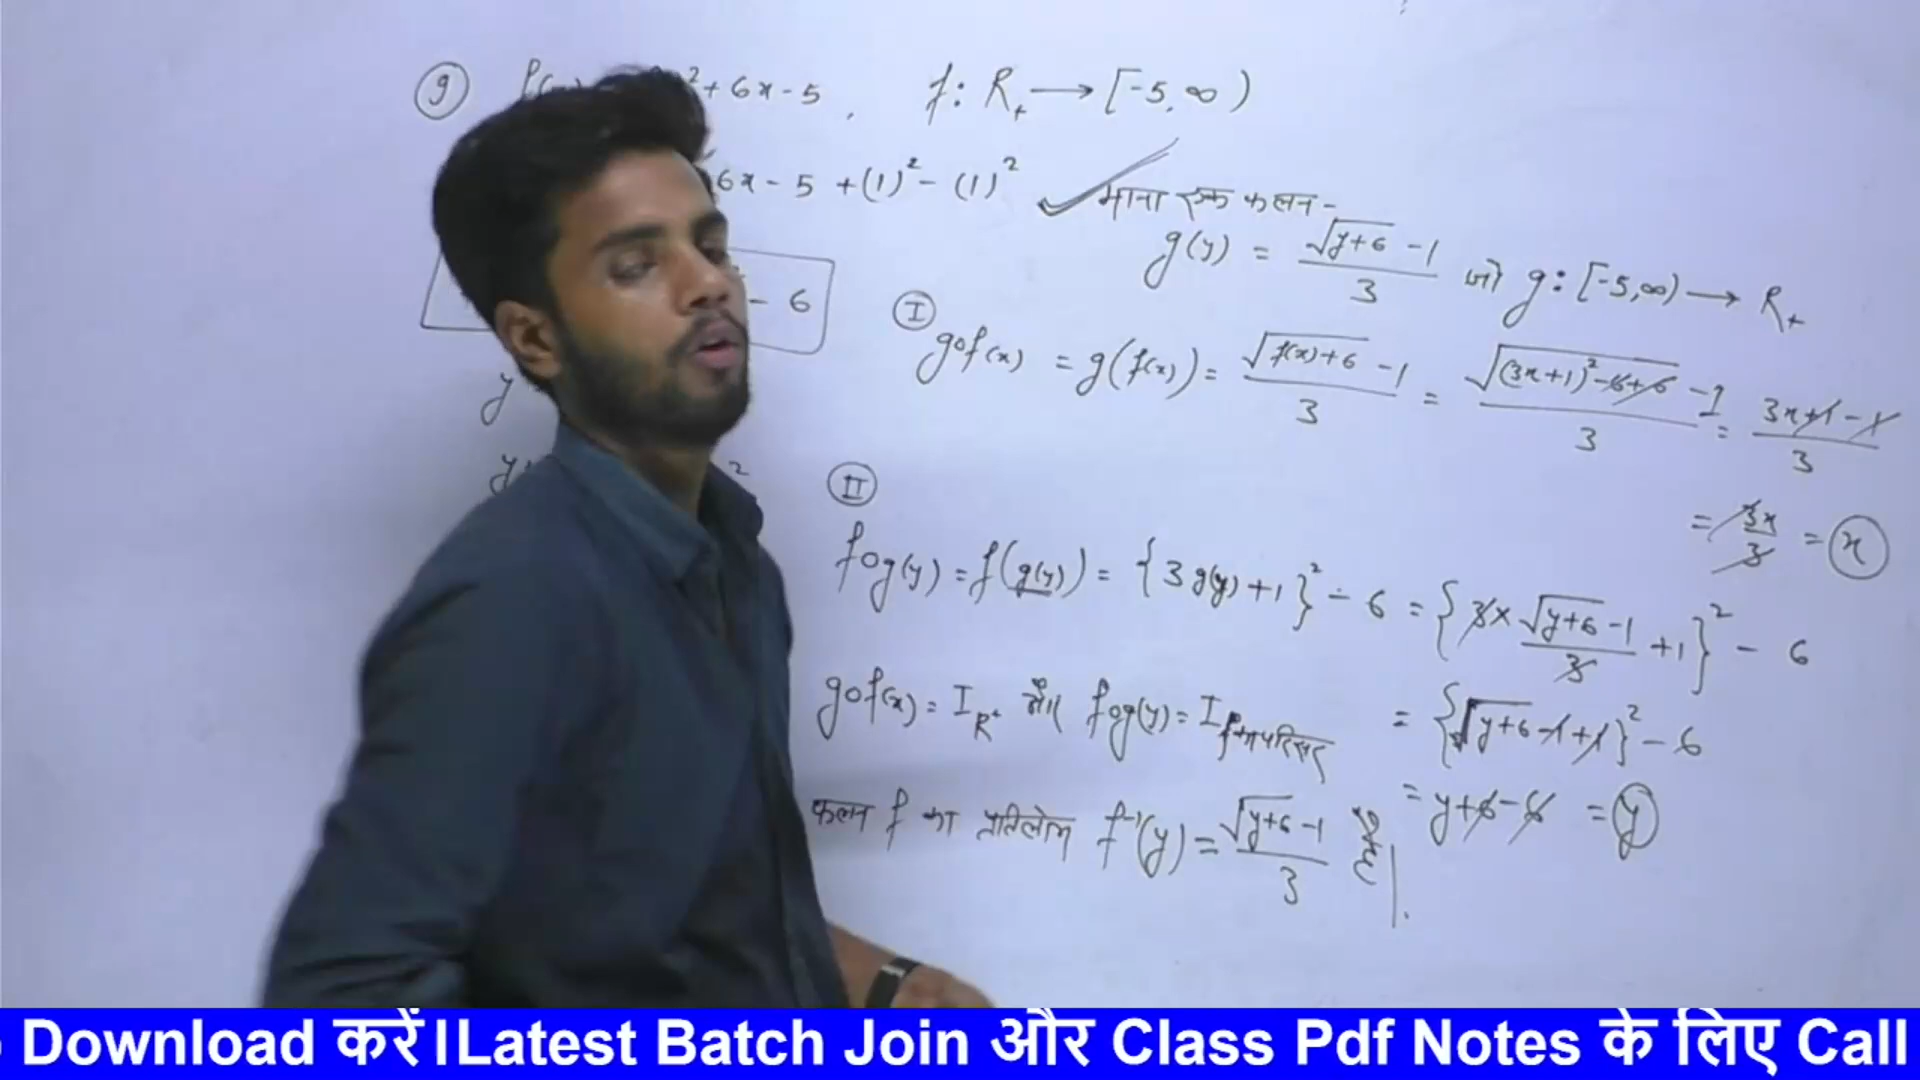 9 ² + 6x - 5, f: R₊ → [-5, ∞)
6x - 5 + (1)² - (1)²
माना एक फलन -
g(y) = √(y+6) - 1 / 3 जो g: [-5, ∞) → R₊
- 6
I gof(x) = g(f(x)) = √(f(x)+6) - 1 / 3 = √((3x+1)² - 6 + 6) - 1 / 3 = 3x + 1 - 1 / 3
= 3x / 3 = x
y
II
fog(y) = f(g(y)) = {3g(y) + 1}² - 6 = {3 × √(y+6) - 1 / 3 + 1}² - 6
= {√(y+6) - 1 + 1}² - 6
gof(x) = I R⁺ और fog(y) = I
= y + 6 - 6 = y
फलन f का प्रतिलोम f⁻¹(y) = √(y+6) - 1 / 3 है।
Download करें।Latest Batch Join और Class Pdf Notes के लिए Call